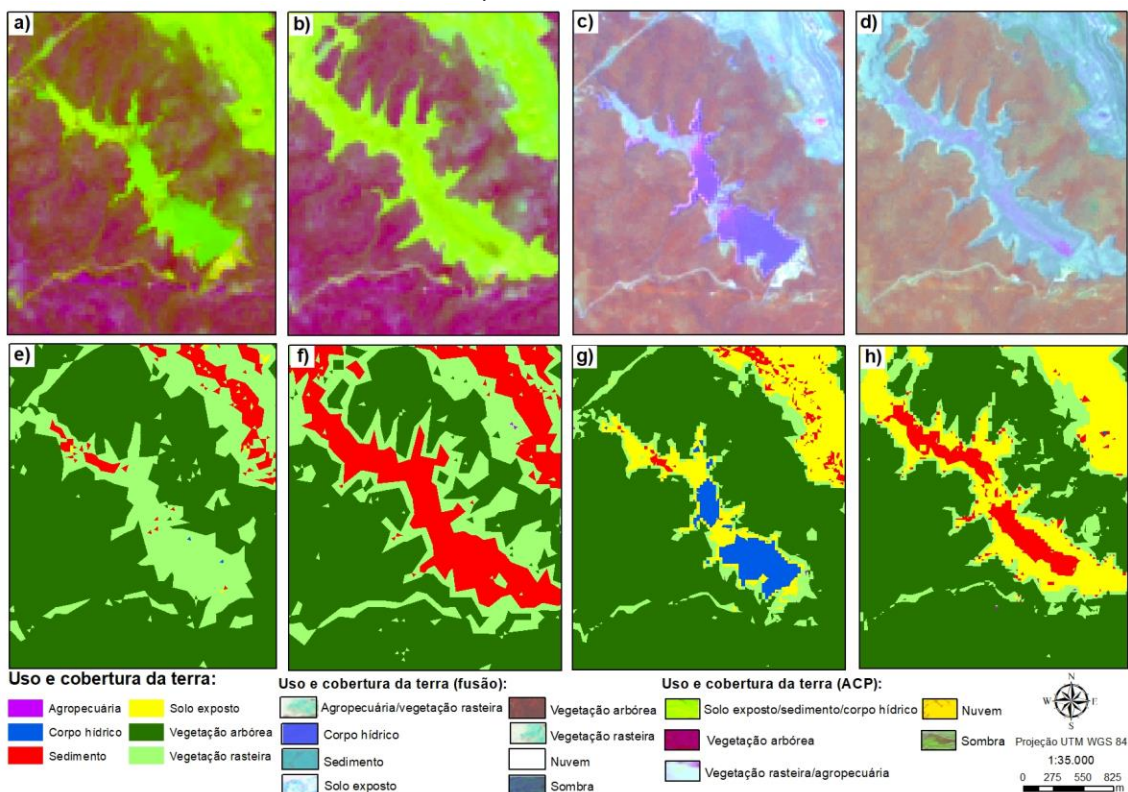 a)
b)
c)
d)
e)
f)
g)
h)
Uso e cobertura da terra:
Agropecuária
Corpo hídrico
Sedimento
Solo exposto
Vegetação arbórea
Vegetação rasteira
Uso e cobertura da terra (fusão):
Agropecuária/vegetação rasteira
Corpo hídrico
Sedimento
Solo exposto
Vegetação arbórea
Vegetação rasteira
Nuvem
Sombra
Uso e cobertura da terra (ACP):
Solo exposto/sedimento/corpo hídrico
Vegetação arbórea
Vegetação rasteira/agropecuária
Nuvem
Sombra
N
W E
S
Projeção UTM WGS 84
1:35.000
0 275 550 825
m